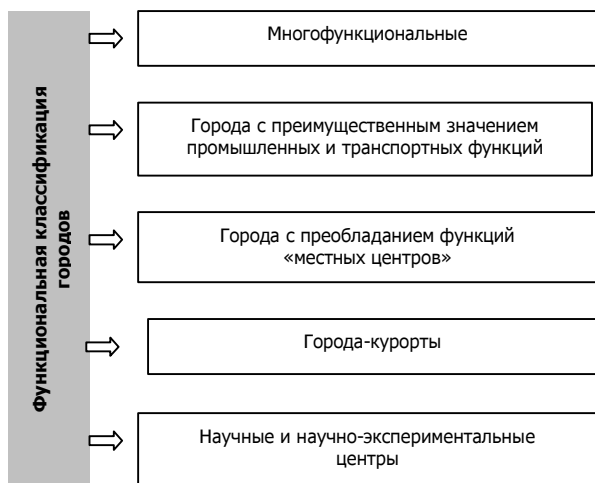 Функциональная классификация
городов
Многофункциональные
Города с преимущественным значением
промышленных и транспортных функций
Города с преобладанием функций
«местных центров»
Города-курорты
Научные и научно-экспериментальные
центры